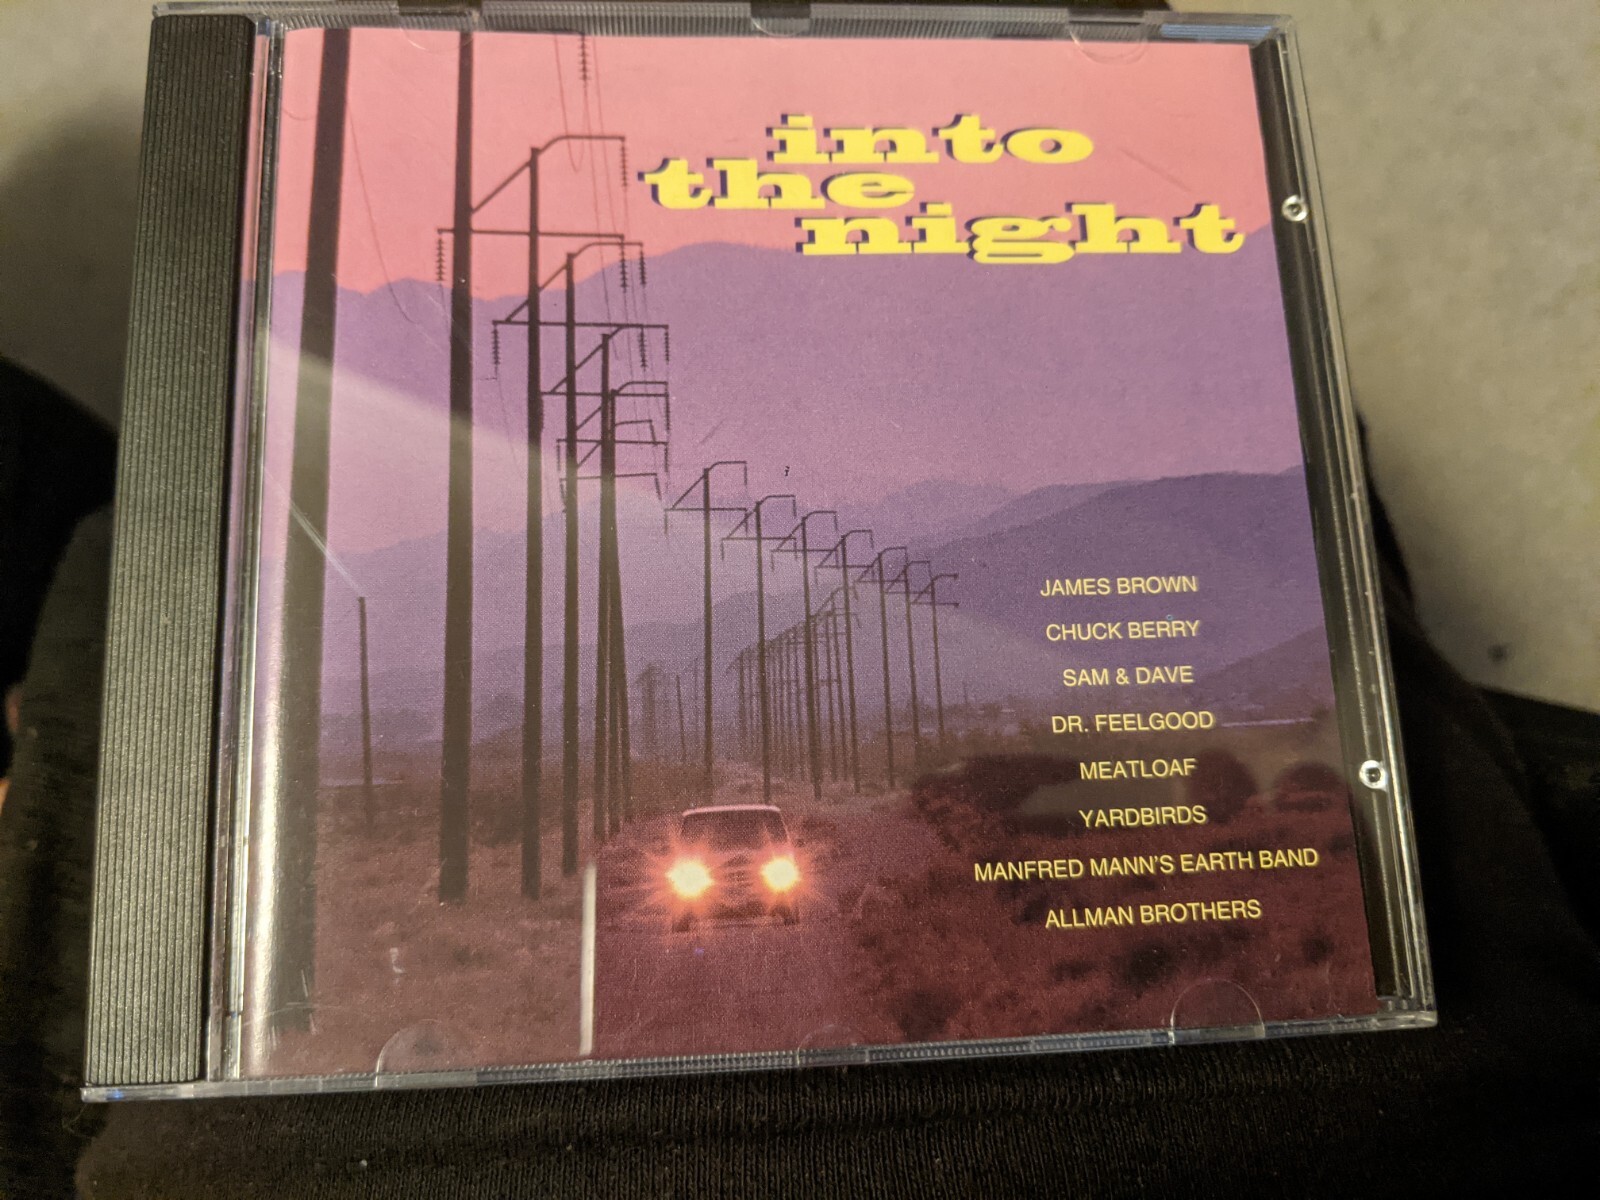 into
the
night
JAMES BROWN
CHUCK BERRY
SAM & DAVE
DR. FEELGOOD
MEATLOAF
YARDBIRDS
MANFRED MANN'S EARTH BAND
ALLMAN BROTHERS